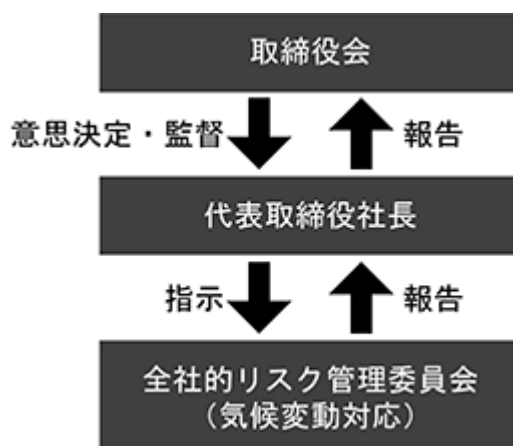 取締役会
意思決定・監督
報告
代表取締役社長
指示
報告
全社的リスク管理委員会
（気候変動対応）